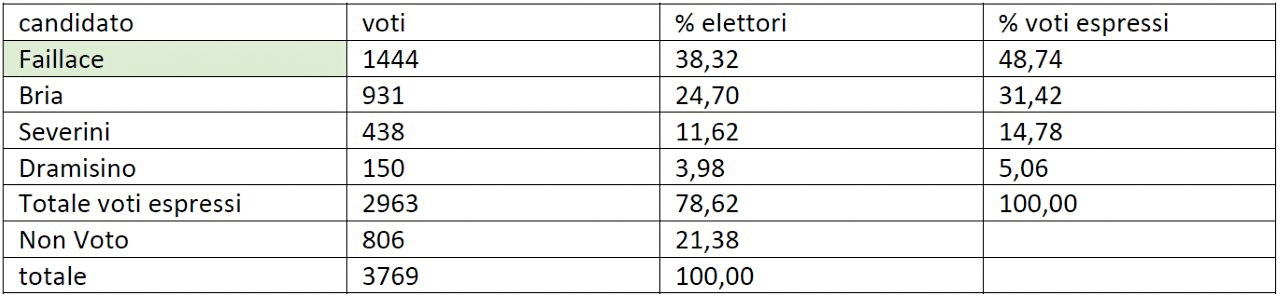 candidato voti % elettori % voti espressi
Faillace 1444 38,32 48,74
Bria 931 24,70 31,42
Severini 438 11,62 14,78
Dramisino 150 3,98 5,06
Totale voti espressi 2963 78,62 100,00
Non Voto 806 21,38
totale 3769 100,00